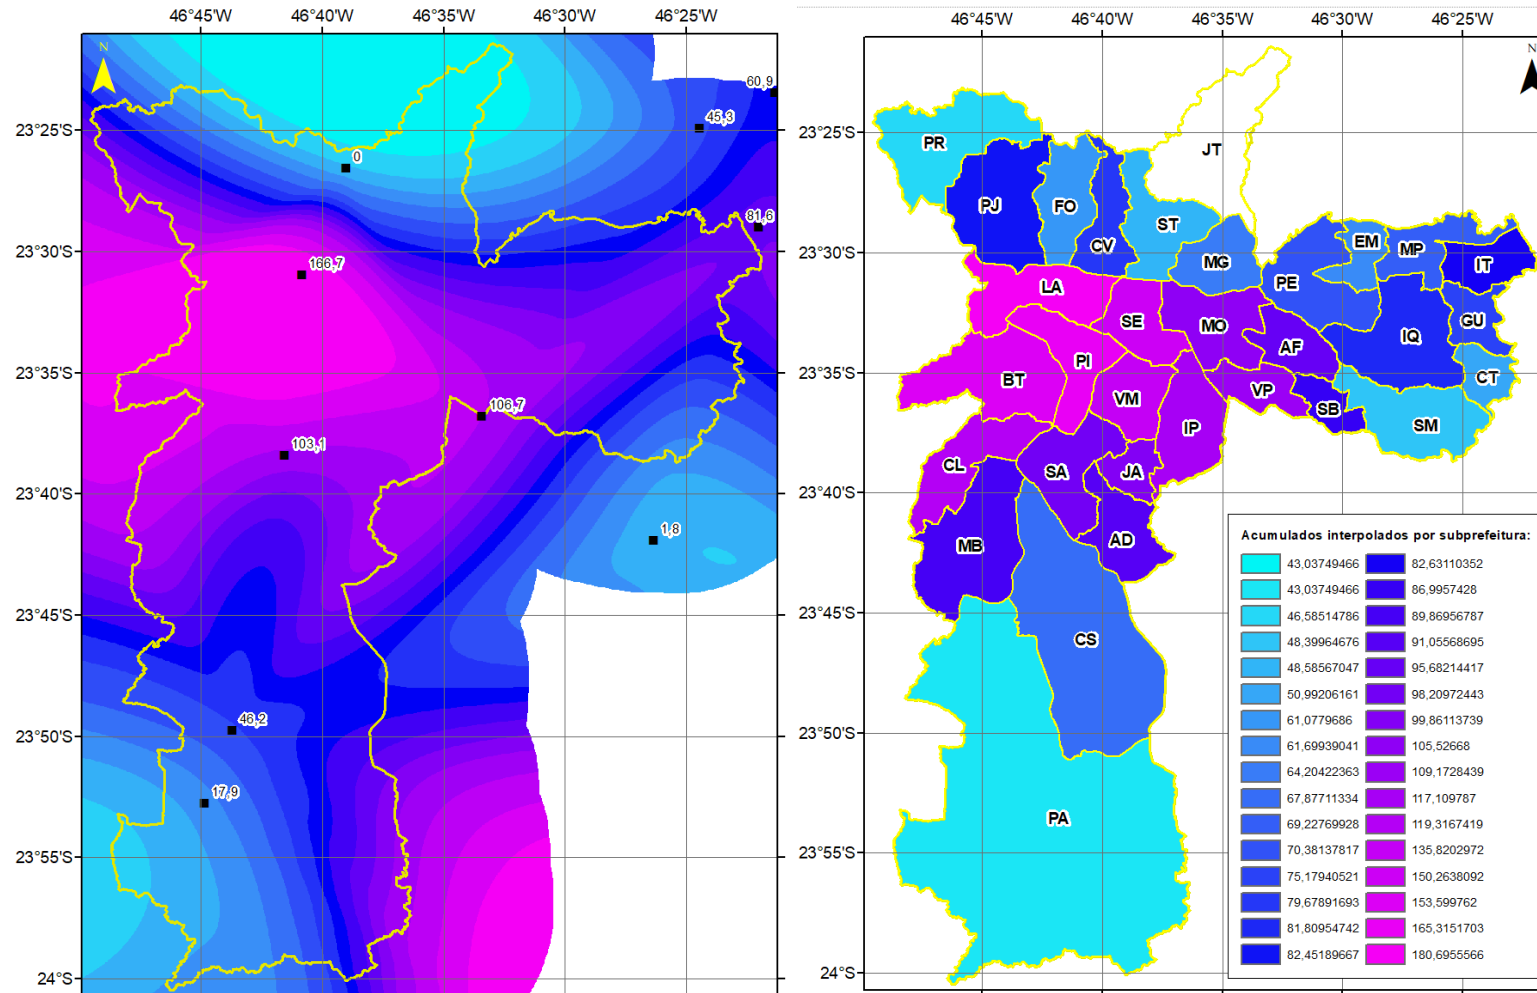 46°45'W 46°40'W 46°35'W 46°30'W 46°25'W
N
60,9
45,3
23°25'S
0
81,6
23°30'S
166,7
23°35'S
106,7
103,1
23°40'S
1,8
23°45'S
46,2
23°50'S
17,9
23°55'S
24°S
46°45'W 46°40'W 46°35'W 46°30'W 46°25'W
N
23°25'S
PR
JT
PJ
FO
ST
CV
MG
EM
MP
IT
23°30'S
PE
LA
SE
MO
GU
IQ
AF
23°35'S
PI
BT
CT
VM
VP
SB
SM
IP
CL
SA
JA
23°40'S
MB
AD
23°45'S
CS
23°50'S
PA
23°55'S
24°S
Acumulados interpolados por subprefeitura:
43,03749466 82,63110352
43,03749466 86,9957428
46,58514786 89,86956787
48,39964676 91,05568695
48,58567047 95,68214417
50,99206161 98,20972443
61,0779686 99,86113739
61,69939041 105,52668
64,20422363 109,1728439
67,87711334 117,109787
69,22769928 119,3167419
70,38137817 135,8202972
75,17940521 150,2638092
79,67891693 153,599762
81,80954742 165,3151703
82,45189667 180,6955566